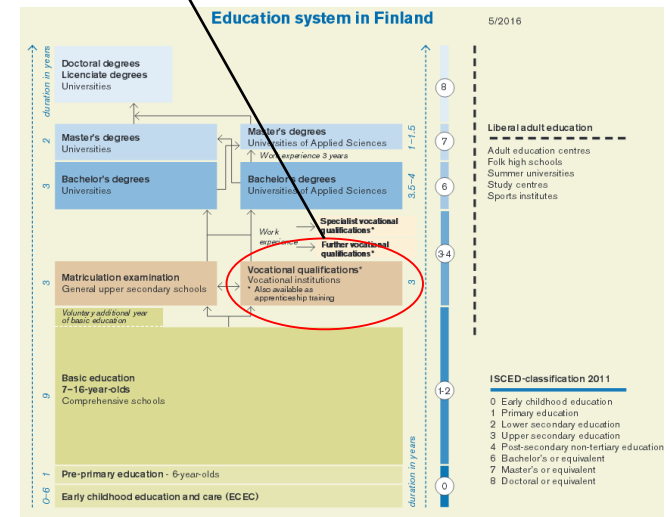 Education system in Finland
5/2016
duration in years
Doctoral degrees
Licenciate degrees
Universities
8
2
Master's degrees
Universities
Master's degrees
Universities of Applied Sciences
1–1.5
7
Work experience 3 years
3
Bachelor's degrees
Universities
Bachelor's degrees
Universities of Applied Sciences
3.5–4
6
Work
experience
Specialist vocational
qualifications*
Further vocational
qualifications*
3-4
3
Matriculation examination
General upper secondary schools
Vocational qualifications*
Vocational institutions
* Also available as
apprenticeship training
3
Voluntary additional year
of basic education
9
Basic education
7–16-year-olds
Comprehensive schools
1-2
1
Pre-primary education - 6-year-olds
0–6
Early childhood education and care (ECEC)
duration in years
0
Liberal adult education
Adult education centres
Folk high schools
Summer universities
Study centres
Sports institutes
ISCED-classification 2011
0 Early childhood education
1 Primary education
2 Lower secondary education
3 Upper secondary education
4 Post-secondary non-tertiary education
6 Bachelor's or equivalent
7 Master's or equivalent
8 Doctoral or equivalent